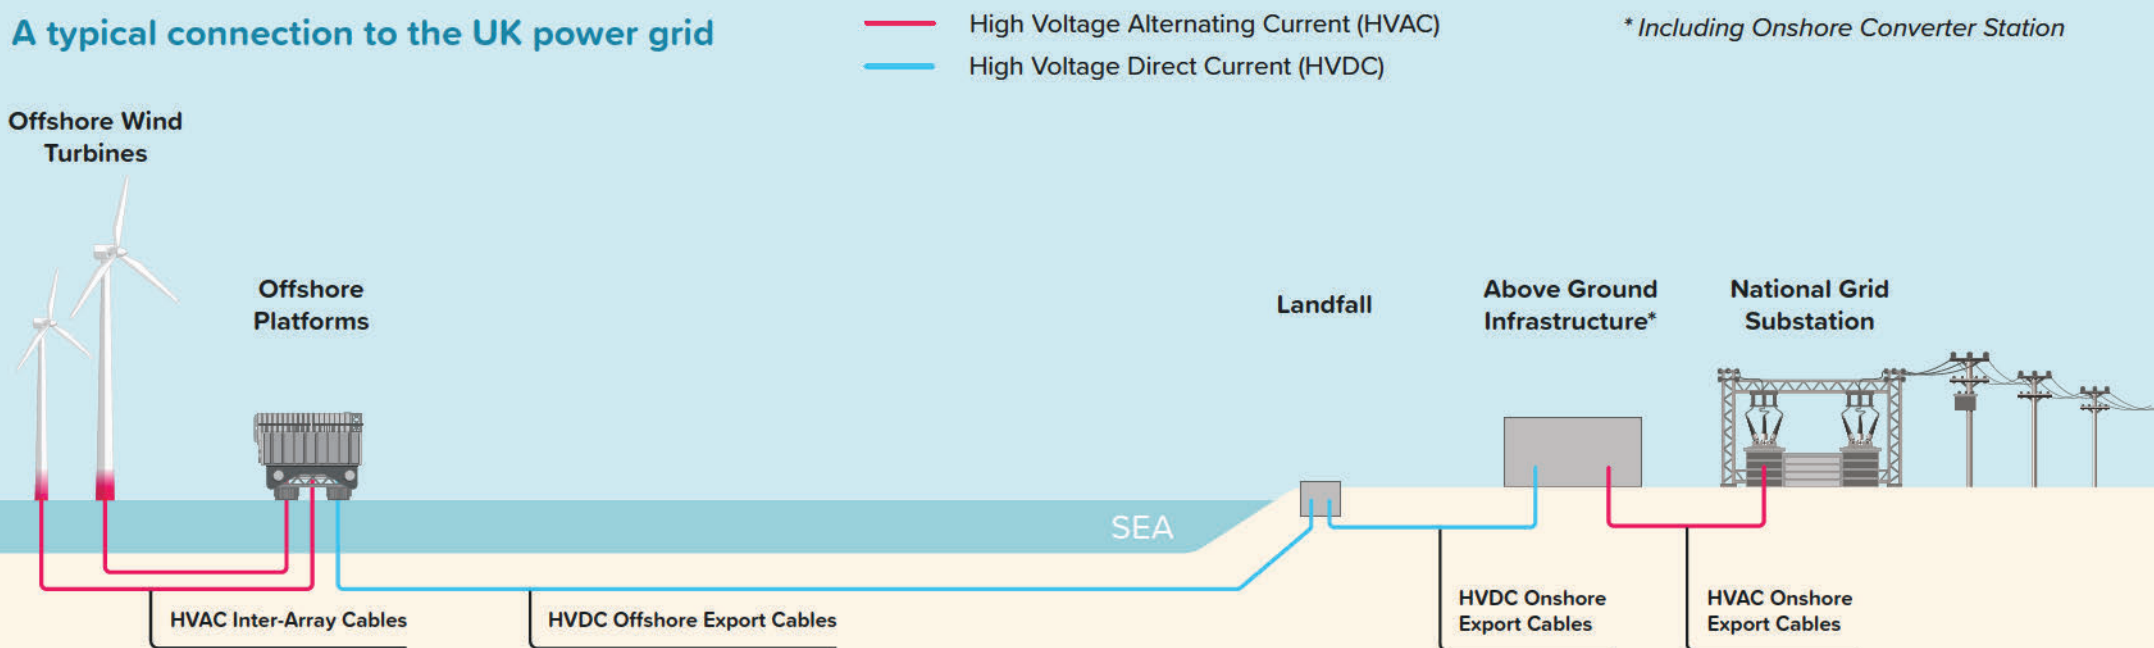 A typical connection to the UK power grid
High Voltage Alternating Current (HVAC)
High Voltage Direct Current (HVDC)
* Including Onshore Converter Station
Offshore Wind
Turbines
Offshore
Platforms
Landfall
Above Ground
Infrastructure*
National Grid
Substation
SEA
HVAC Inter-Array Cables
HVDC Offshore Export Cables
HVDC Onshore
Export Cables
HVAC Onshore
Export Cables